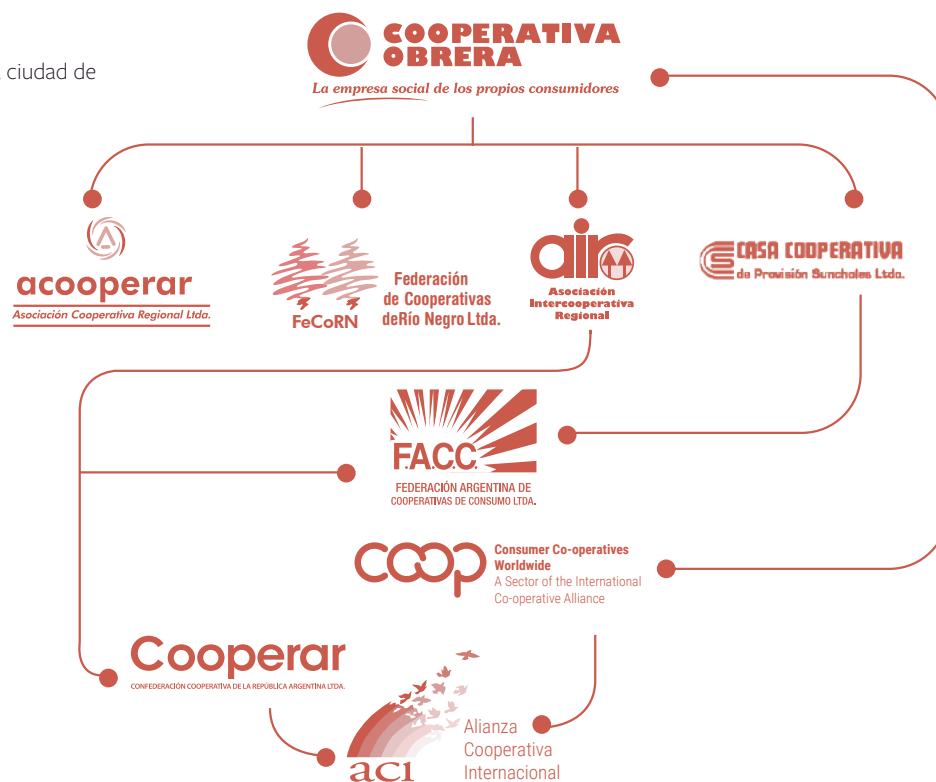 COOPERATIVA
OBRERA
La empresa social de los propios consumidores
ciudad de
acooperar
Asociación Cooperativa Regional Ltda.
FeCoRN
Federación
de Cooperativas
deRío Negro Ltda.
air
Asociación
Intercooperativa
Regional
CASA COOPERATIVA
de Provisión Sunchales Ltda.
F.A.C.C.
FEDERACIÓN ARGENTINA DE
COOPERATIVAS DE CONSUMO LTDA.
coop
Consumer Co-operatives
Worldwide
A Sector of the International
Co-operative Alliance
Cooperar
CONFEDERACIÓN COOPERATIVA DE LA REPÚBLICA ARGENTINA LTDA.
aci
Alianza
Cooperativa
Internacional